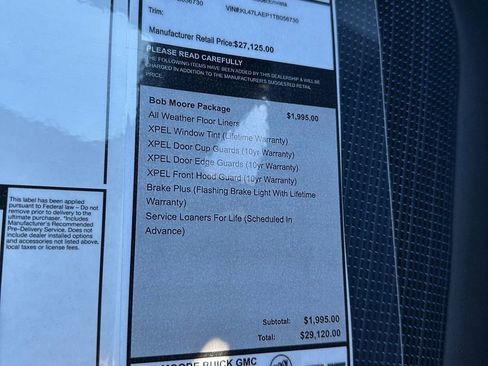 VIN#:KL47LAEP1TB056730
Trim:
Manufacturer Retail Price:$27,125.00
PLEASE READ CAREFULLY
THE FOLLOWING ITEMS HAVE BEEN ADDED BY THIS DEALERSHIP & WILL BE
CHARGED IN ADDITION TO THE MANUFACTURER'S SUGGESTED RETAIL
PRICE.
Bob Moore Package $1,995.00
All Weather Floor Liners
XPEL Window Tint (Lifetime Warranty)
XPEL Door Cup Guards (10yr Warranty)
XPEL Door Edge Guards (10yr Warranty)
XPEL Front Hood Guard (10yr Warranty)
Brake Plus (Flashing Brake Light With Lifetime
Warranty)
Service Loaners For Life (Scheduled In
Advance)
Subtotal: $1,995.00
Total: $29,120.00
MOORE BUICK GMC
This label has been applied
pursuant to Federal law – Do not
remove prior to delivery to the
ultimate purchaser. *Includes
Manufacturer's Recommended
Pre-Delivery Service. Does not
include dealer installed options
and accessories not listed above,
local taxes or license fees.